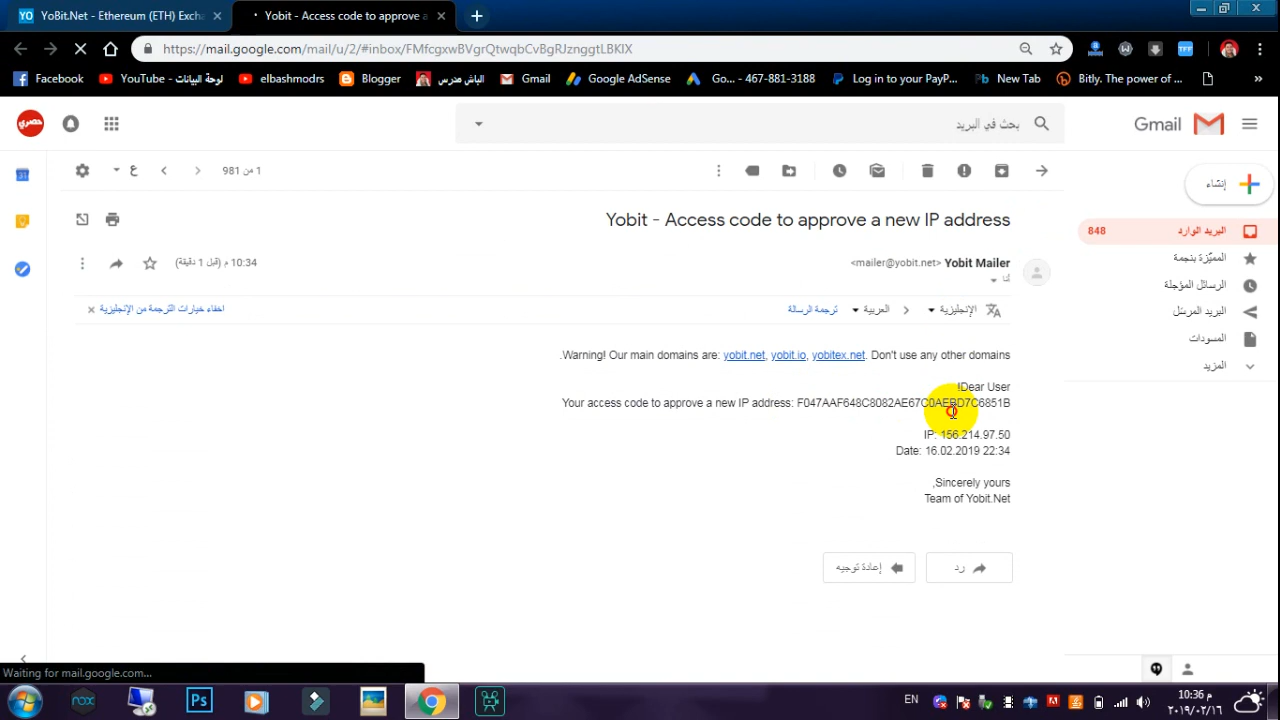 YoBit.Net - Ethereum (ETH) Excha
Yobit - Access code to approve a
https://mail.google.com/mail/u/2/#inbox/FMfcgxwBVgrQtwqbCvBgRJznggtLBKIX
Facebook
YouTube - لوحة البيانات
elbashmodrs
Blogger
الباش مدرس
Gmail
Google AdSense
Go... - 467-881-3188
Log in to your PayP...
New Tab
Bitly. The power of ...
حصري
بحث في البريد
Gmail
ع
1 من 981
إنشاء
Yobit - Access code to approve a new IP address
البريد الوارد 848
المميّزة بنجمة
الرسائل المؤجلة
البريد المرسَل
المسودات
المزيد
Yobit Mailer <mailer@yobit.net>
10:34 م (قبل 1 دقيقة)
أنا
الإنجليزية
العربية
ترجمة الرسالة
اخفاء خيارات الترجمة من الإنجليزية
.Warning! Our main domains are: yobit.net, yobit.io, yobitex.net. Don't use any other domains
!Dear User
Your access code to approve a new IP address: F047AAF648C8082AE67C0AEBD7C6851B
IP: 156.214.97.50
Date: 16.02.2019 22:34
,Sincerely yours
Team of Yobit.Net
رد
إعادة توجيه
Waiting for mail.google.com...
nox
Ps
EN
10:36 م
٢٠١٩/٠٢/١٦